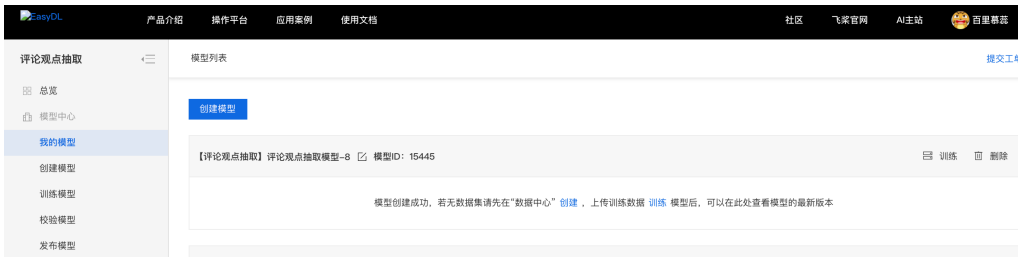 EasyDL 产品介绍 操作平台 应用案例 使用文档 社区 飞桨官网 AI主站 百里慕蕊
评论观点抽取 模型列表 提交工单
总览
创建模型
模型中心
我的模型
【评论观点抽取】评论观点抽取模型-8 模型ID: 15445 训练 删除
创建模型
训练模型
模型创建成功, 若无数据集请先在“数据中心” 创建 , 上传训练数据 训练 模型后, 可以在此处查看模型的最新版本
校验模型
发布模型